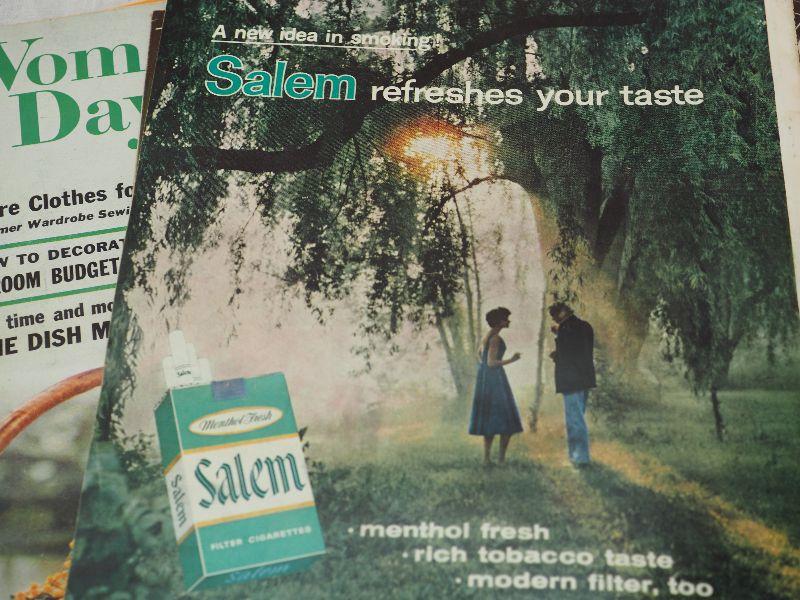 Wom
Day
re Clothes fo
mer Wardrobe Sewi
W TO DECORAT
OOM BUDGET
time and mo
E DISH M
A new idea in smoking!
Salem refreshes your taste
Salem
Menthol Fresh
Salem
Salem
FILTER CIGARETTES
Salem
• menthol fresh
• rich tobacco taste
• modern filter, too